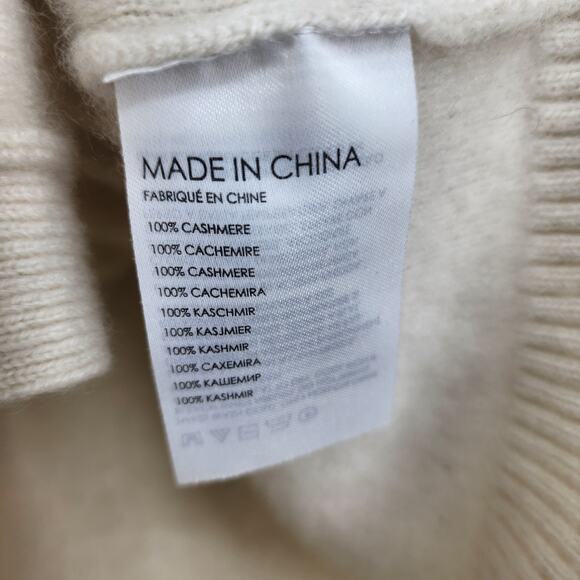 MADE IN CHINA
FABRIQUÉ EN CHINE
100% CASHMERE
100% CACHEMIRE
100% CASHMERE
100% CACHEMIRA
100% KASCHMIR
100% KASJMIER
100% KASHMIR
100% CAXEMIRA
100% КАШЕМИР
100% KASHMIR